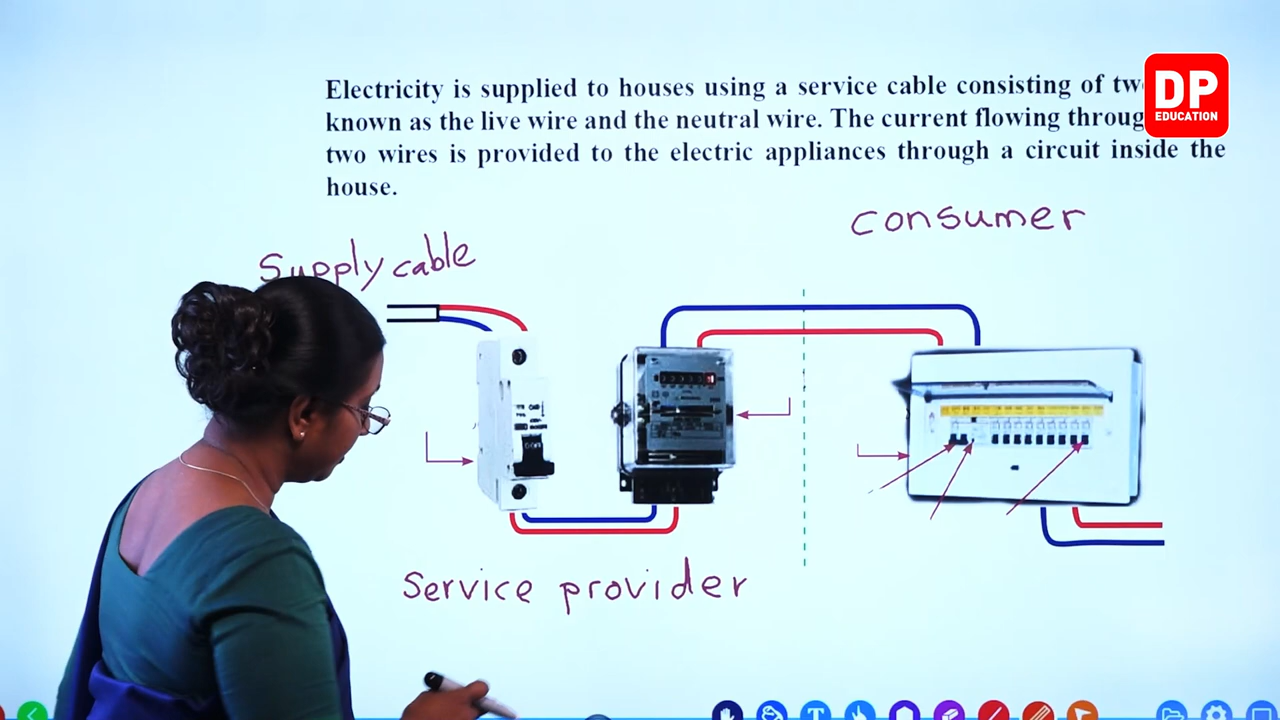 DP
EDUCATION
Electricity is supplied to houses using a service cable consisting of
known as the live wire and the neutral wire. The current flowing
two wires is provided to the electric appliances through a circuit inside the
house.
consumer
Supply cable
Service provider